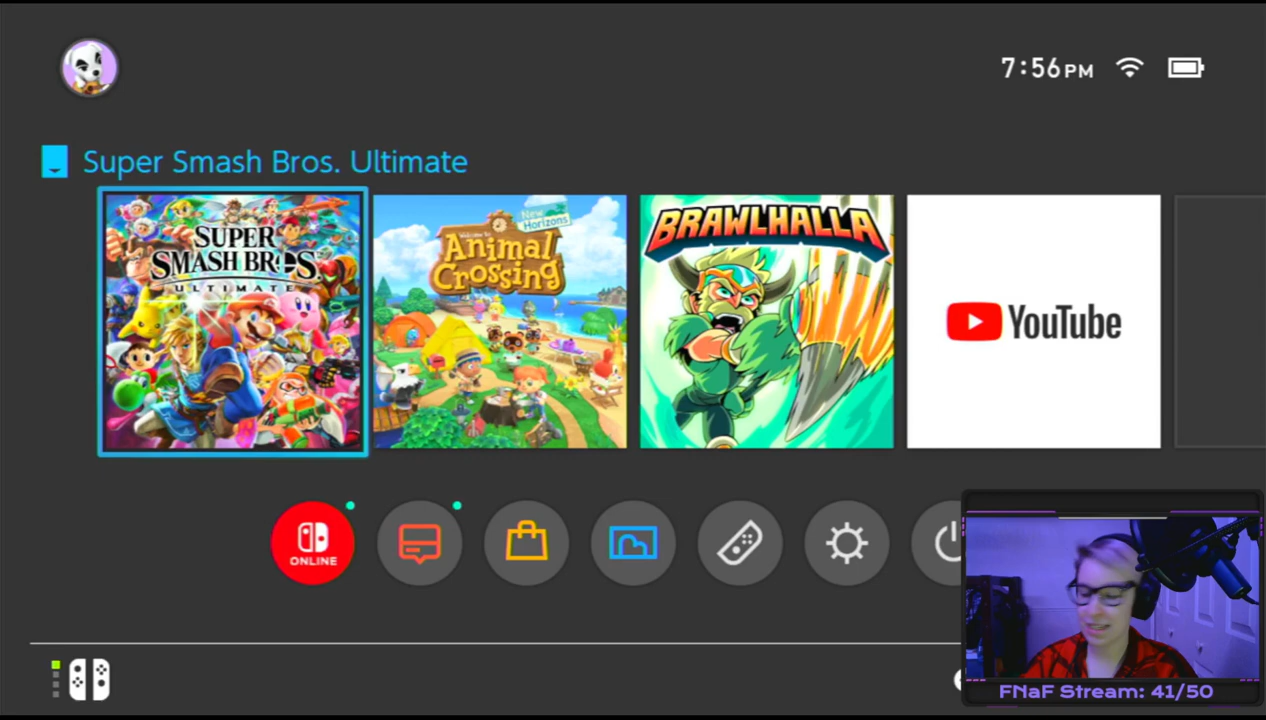 7:56PM
Super Smash Bros. Ultimate
SUPER
SMASH BROS.
ULTIMATE
New
Horizons
Welcome to
Animal
Crossing
BRAWLHALLA
YouTube
ONLINE
FNaF Stream: 41/50